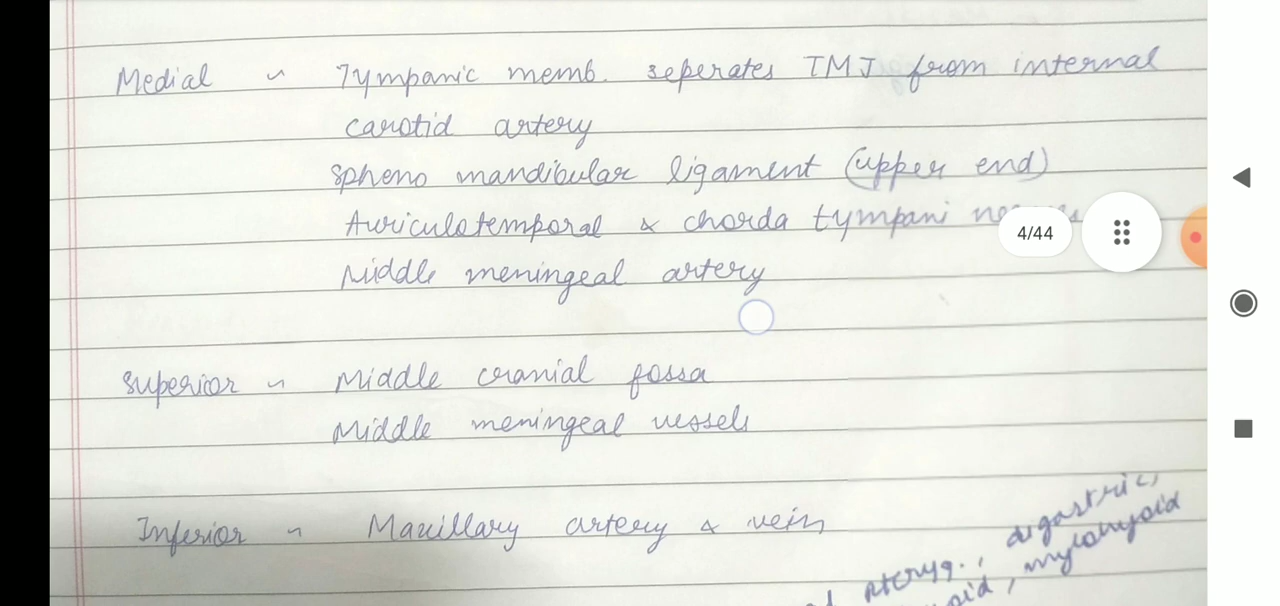 Medial ~ Tympanic memb. seperates TMJ from internal
carotid artery
spheno mandibular ligament (upper end)
Auriculotemporal & chorda tympani
4/44
Middle meningeal artery
Superior ~ Middle cranial fossa
Middle meningeal vessels
Inferior ~ Maxillary artery & vein
pteryg., digastric,
mylohyoid